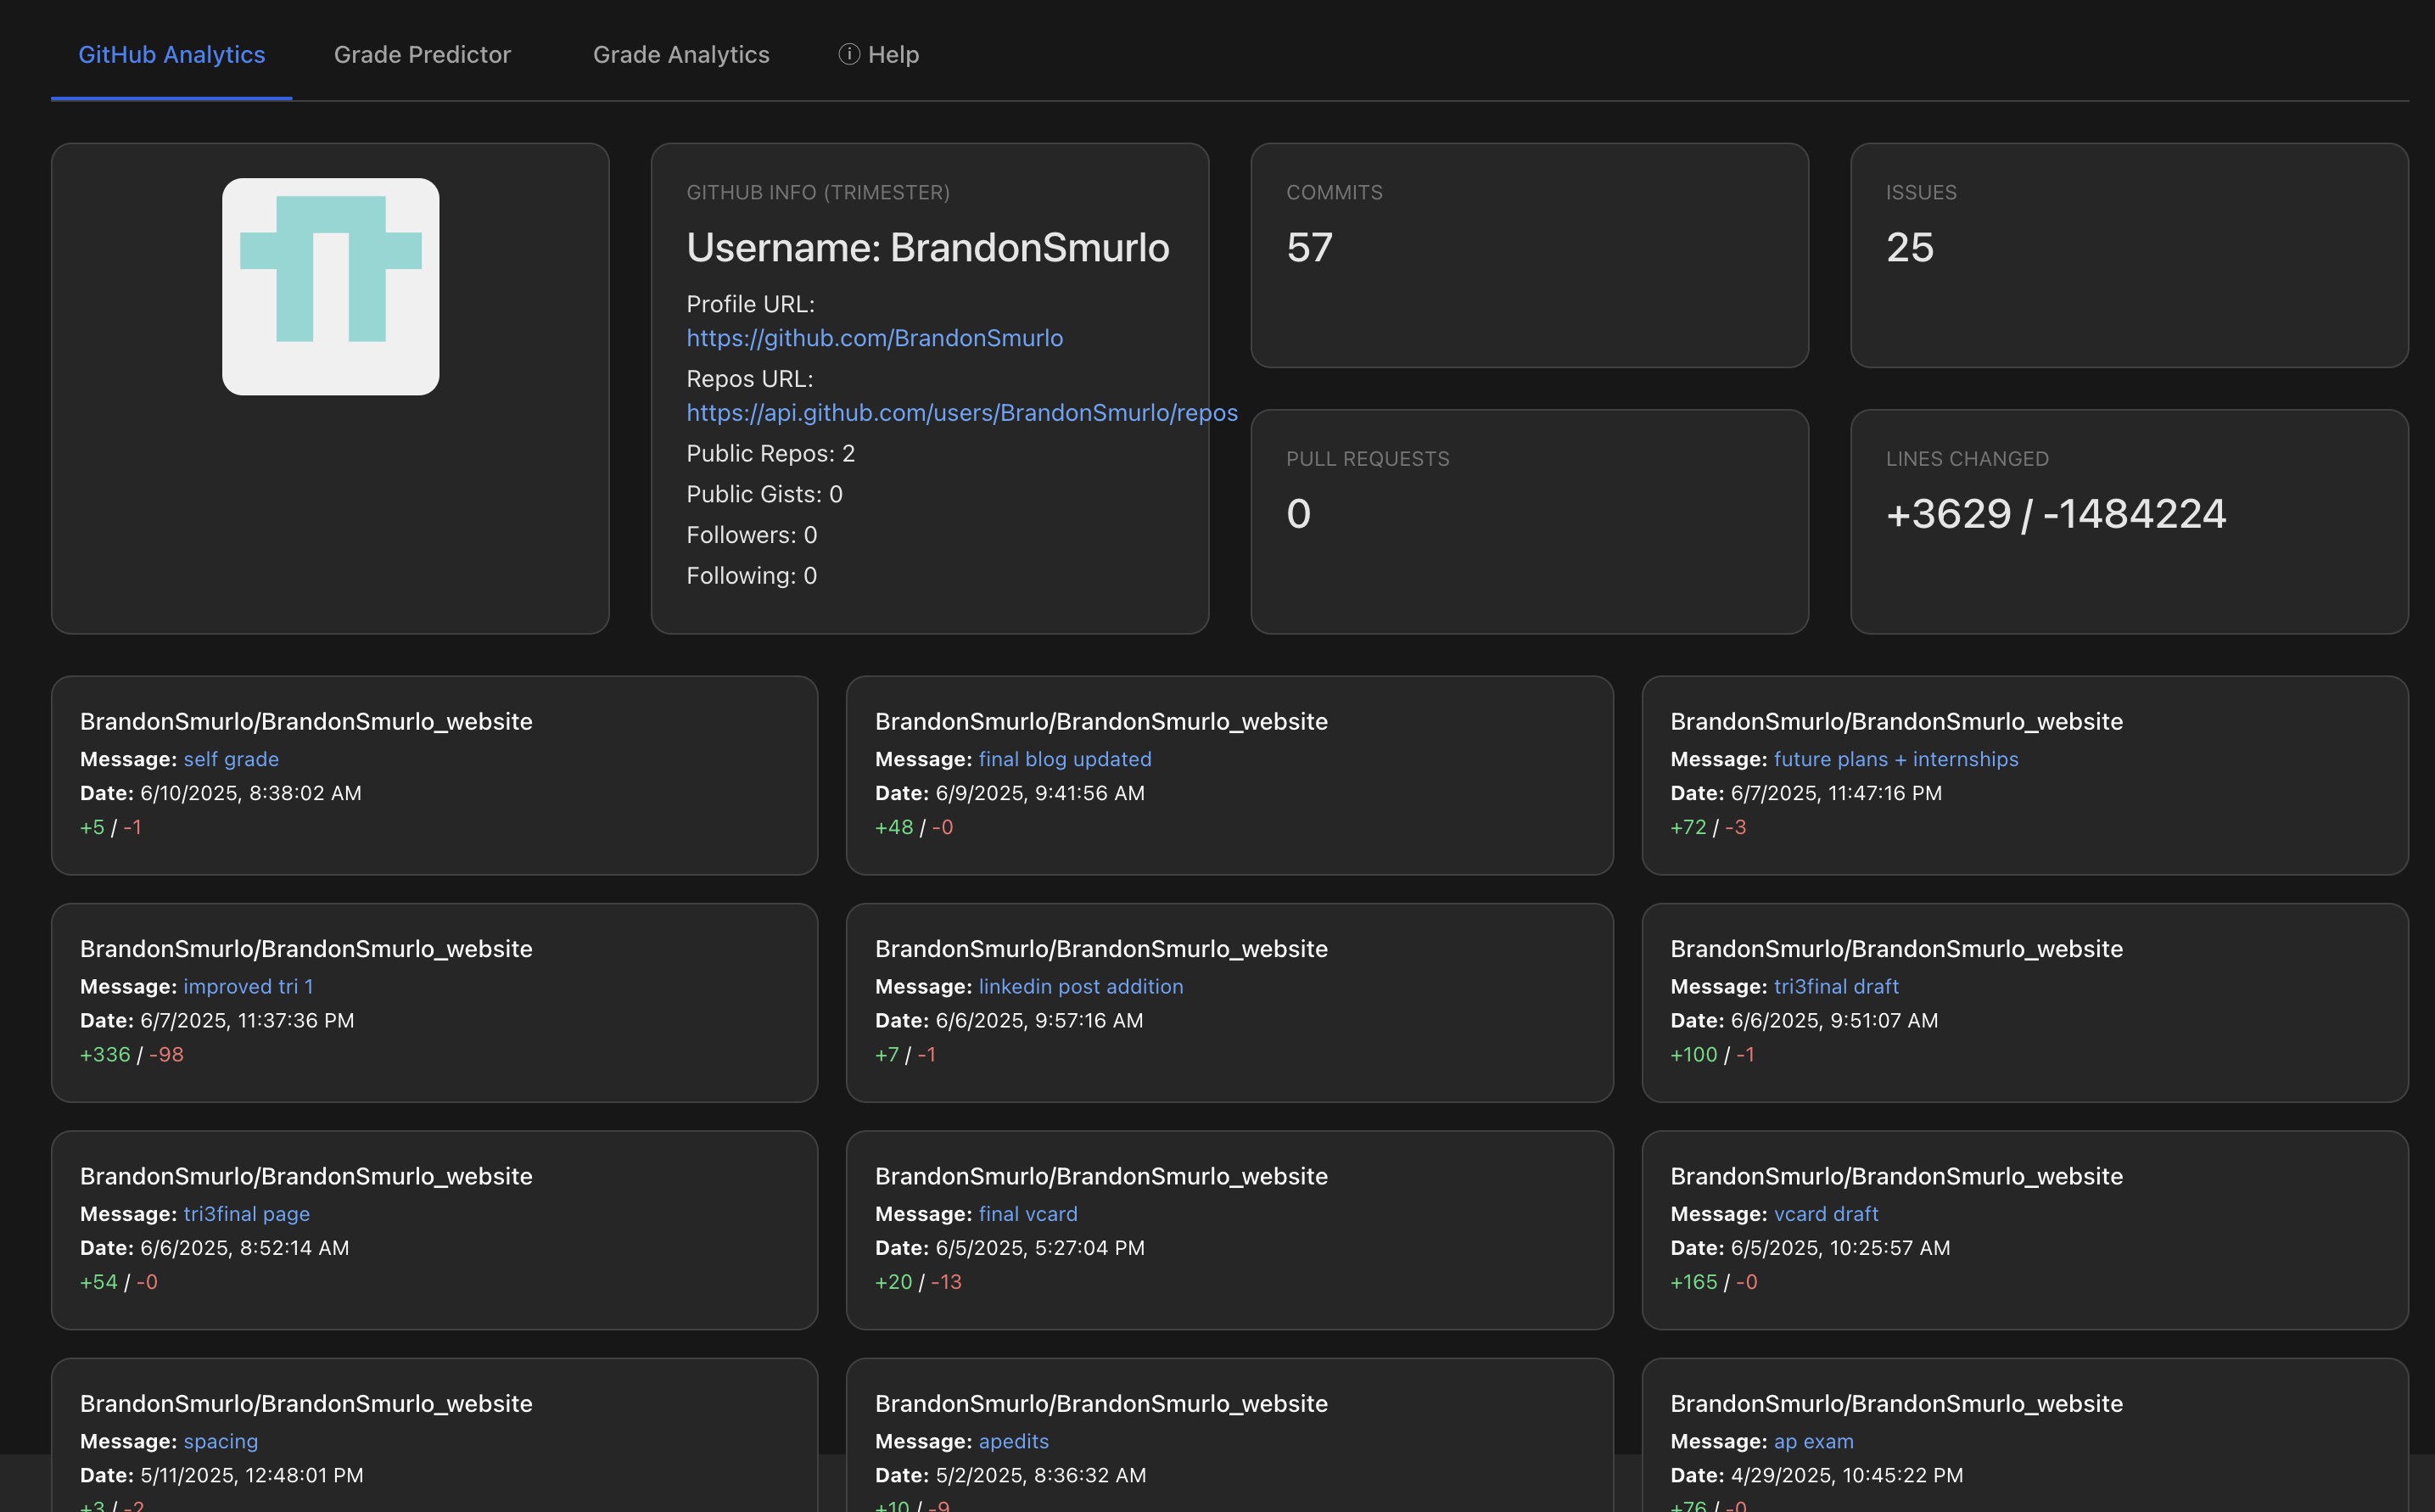 GitHub Analytics
Grade Predictor
Grade Analytics
ⓘ Help
GITHUB INFO (TRIMESTER)
Username: BrandonSmurlo
Profile URL:
https://github.com/BrandonSmurlo
Repos URL:
https://api.github.com/users/BrandonSmurlo/repos
Public Repos: 2
Public Gists: 0
Followers: 0
Following: 0
COMMITS
57
ISSUES
25
PULL REQUESTS
0
LINES CHANGED
+3629 / -1484224
BrandonSmurlo/BrandonSmurlo_website
Message: self grade
Date: 6/10/2025, 8:38:02 AM
+5 / -1
BrandonSmurlo/BrandonSmurlo_website
Message: final blog updated
Date: 6/9/2025, 9:41:56 AM
+48 / -0
BrandonSmurlo/BrandonSmurlo_website
Message: future plans + internships
Date: 6/7/2025, 11:47:16 PM
+72 / -3
BrandonSmurlo/BrandonSmurlo_website
Message: improved tri 1
Date: 6/7/2025, 11:37:36 PM
+336 / -98
BrandonSmurlo/BrandonSmurlo_website
Message: linkedin post addition
Date: 6/6/2025, 9:57:16 AM
+7 / -1
BrandonSmurlo/BrandonSmurlo_website
Message: tri3final draft
Date: 6/6/2025, 9:51:07 AM
+100 / -1
BrandonSmurlo/BrandonSmurlo_website
Message: tri3final page
Date: 6/6/2025, 8:52:14 AM
+54 / -0
BrandonSmurlo/BrandonSmurlo_website
Message: final vcard
Date: 6/5/2025, 5:27:04 PM
+20 / -13
BrandonSmurlo/BrandonSmurlo_website
Message: vcard draft
Date: 6/5/2025, 10:25:57 AM
+165 / -0
BrandonSmurlo/BrandonSmurlo_website
Message: spacing
Date: 5/11/2025, 12:48:01 PM
+3 / -2
BrandonSmurlo/BrandonSmurlo_website
Message: apedits
Date: 5/2/2025, 8:36:32 AM
+10 / -9
BrandonSmurlo/BrandonSmurlo_website
Message: ap exam
Date: 4/29/2025, 10:45:22 PM
+76 / -0